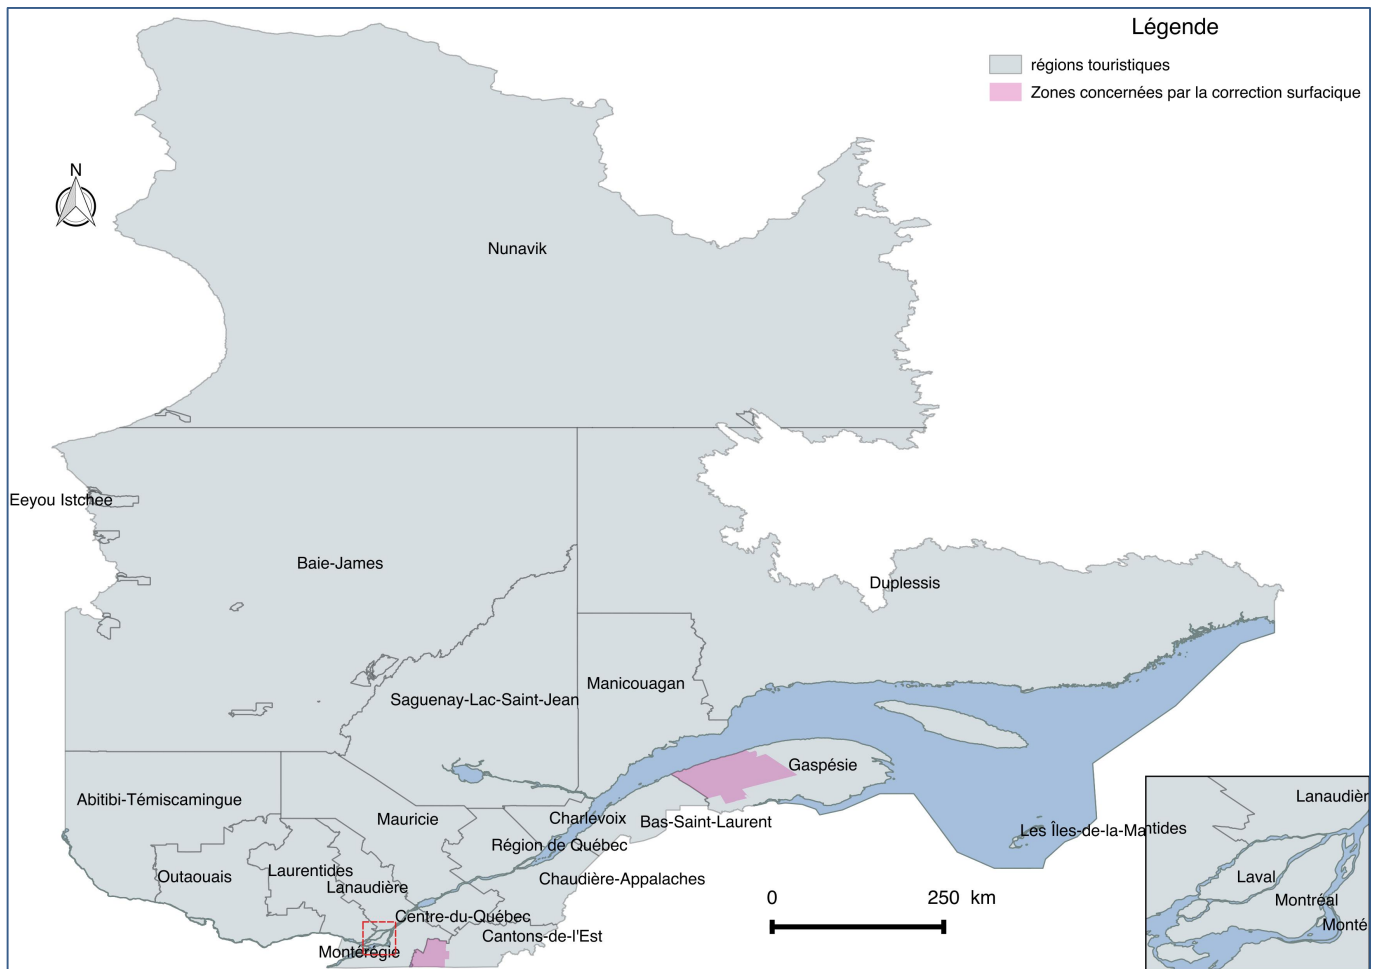 Légende
régions touristiques
Zones concernées par la correction surfacique
N
Nunavik
Eeyou Istchee
Baie-James
Duplessis
Manicouagan
Saguenay-Lac-Saint-Jean
Gaspésie
Abitibi-Témiscamingue
Mauricie
Charlevoix
Bas-Saint-Laurent
Les Îles-de-la-Mantides
Région de Québec
Outaouais
Laurentides
Lanaudière
Chaudière-Appalaches
Centre-du-Québec
Cantons-de-l'Est
Montérégie
0 250 km
Lanaudièr
Laval
Montréal
Monté